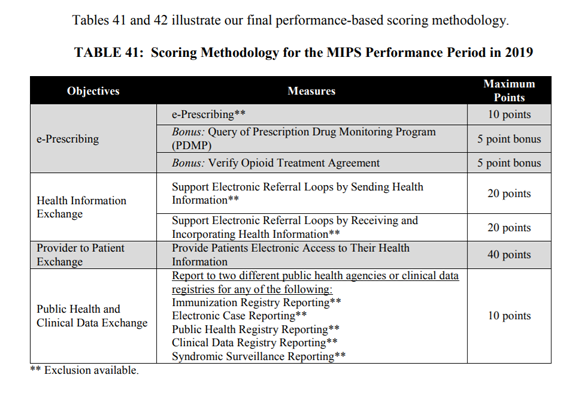 Tables 41 and 42 illustrate our final performance-based scoring methodology.
TABLE 41: Scoring Methodology for the MIPS Performance Period in 2019
Objectives
Measures
Maximum
Points
e-Prescribing
e-Prescribing**
10 points
Bonus: Query of Prescription Drug Monitoring Program
(PDMP)
5 point bonus
Bonus: Verify Opioid Treatment Agreement
5 point bonus
Health Information
Exchange
Support Electronic Referral Loops by Sending Health
Information**
20 points
Support Electronic Referral Loops by Receiving and
Incorporating Health Information**
20 points
Provider to Patient
Exchange
Provide Patients Electronic Access to Their Health
Information
40 points
Public Health and
Clinical Data Exchange
Report to two different public health agencies or clinical data
registries for any of the following:
Immunization Registry Reporting**
Electronic Case Reporting**
Public Health Registry Reporting**
Clinical Data Registry Reporting**
Syndromic Surveillance Reporting**
10 points
** Exclusion available.